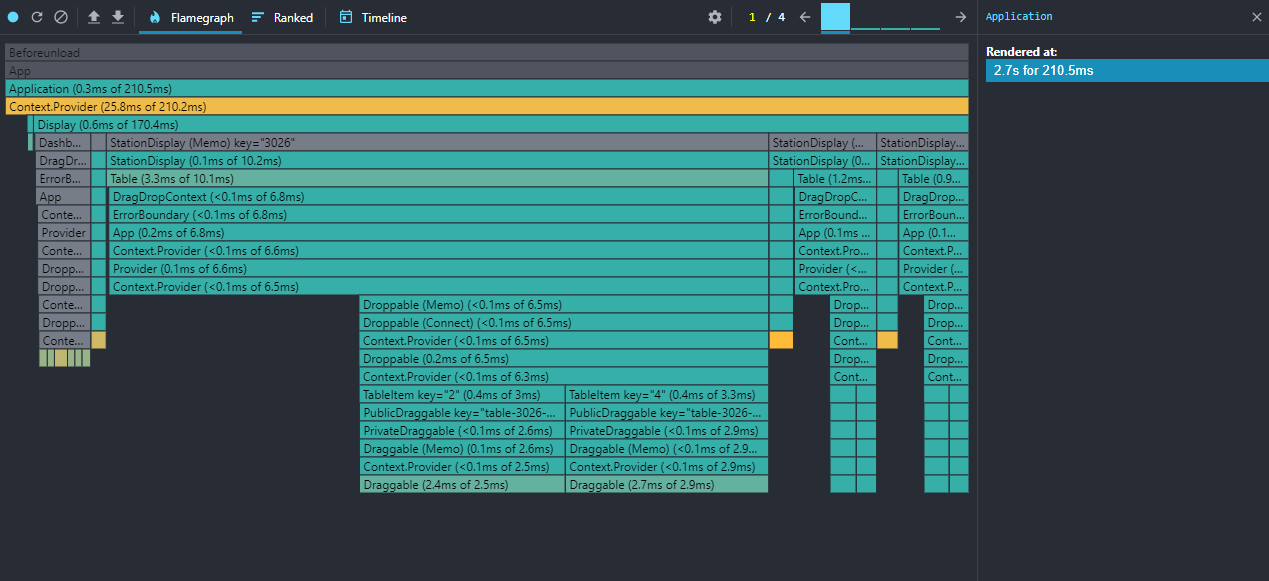 Flamegraph Ranked Timeline 1 / 4 Application
Rendered at:
2.7s for 210.5ms
Beforeunload
App
Application (0.3ms of 210.5ms)
Context.Provider (25.8ms of 210.2ms)
Display (0.6ms of 170.4ms)
Dashb... StationDisplay (Memo) key="3026" StationDisplay (... StationDisplay...
DragDr... StationDisplay (0.1ms of 10.2ms) StationDisplay (0... StationDisplay...
ErrorB... Table (3.3ms of 10.1ms) Table (1.2ms... Table (0.9...
App DragDropContext (<0.1ms of 6.8ms) DragDropC... DragDrop...
Conte... ErrorBoundary (<0.1ms of 6.8ms) ErrorBound... ErrorBoun...
Provider App (0.2ms of 6.8ms) App (0.1ms ... App (0.1...
Conte... Context.Provider (<0.1ms of 6.6ms) Context.Pro... Context.P...
Dropp... Provider (0.1ms of 6.6ms) Provider (<... Provider (...
Dropp... Context.Provider (<0.1ms of 6.5ms) Context.Pro... Context.P...
Conte... Droppable (Memo) (<0.1ms of 6.5ms) Drop... Drop...
Dropp... Droppable (Connect) (<0.1ms of 6.5ms) Drop... Drop...
Conte... Context.Provider (<0.1ms of 6.5ms) Cont... Cont...
Droppable (0.2ms of 6.5ms) Drop... Drop...
Context.Provider (<0.1ms of 6.3ms) Cont... Cont...
TableItem key="2" (0.4ms of 3ms) TableItem key="4" (0.4ms of 3.3ms)
PublicDraggable key="table-3026-... PublicDraggable key="table-3026-...
PrivateDraggable (<0.1ms of 2.6ms) PrivateDraggable (<0.1ms of 2.9ms)
Draggable (Memo) (0.1ms of 2.6ms) Draggable (Memo) (<0.1ms of 2.9...
Context.Provider (<0.1ms of 2.5ms) Context.Provider (<0.1ms of 2.9ms)
Draggable (2.4ms of 2.5ms) Draggable (2.7ms of 2.9ms)